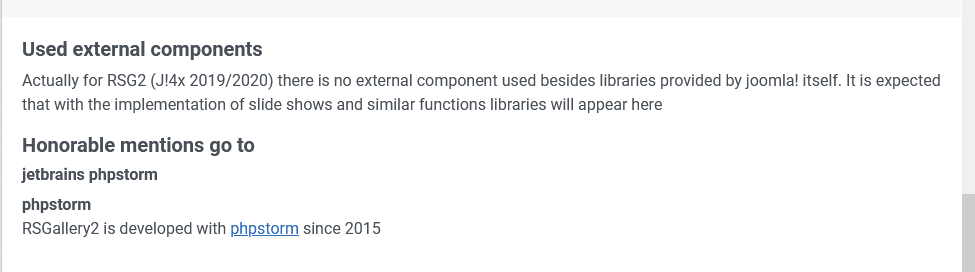 Used external components
Actually for RSG2 (J!4x 2019/2020) there is no external component used besides libraries provided by joomla! itself. It is expected
that with the implementation of slide shows and similar functions libraries will appear here
Honorable mentions go to
jetbrains phpstorm
phpstorm
RSGallery2 is developed with phpstorm since 2015